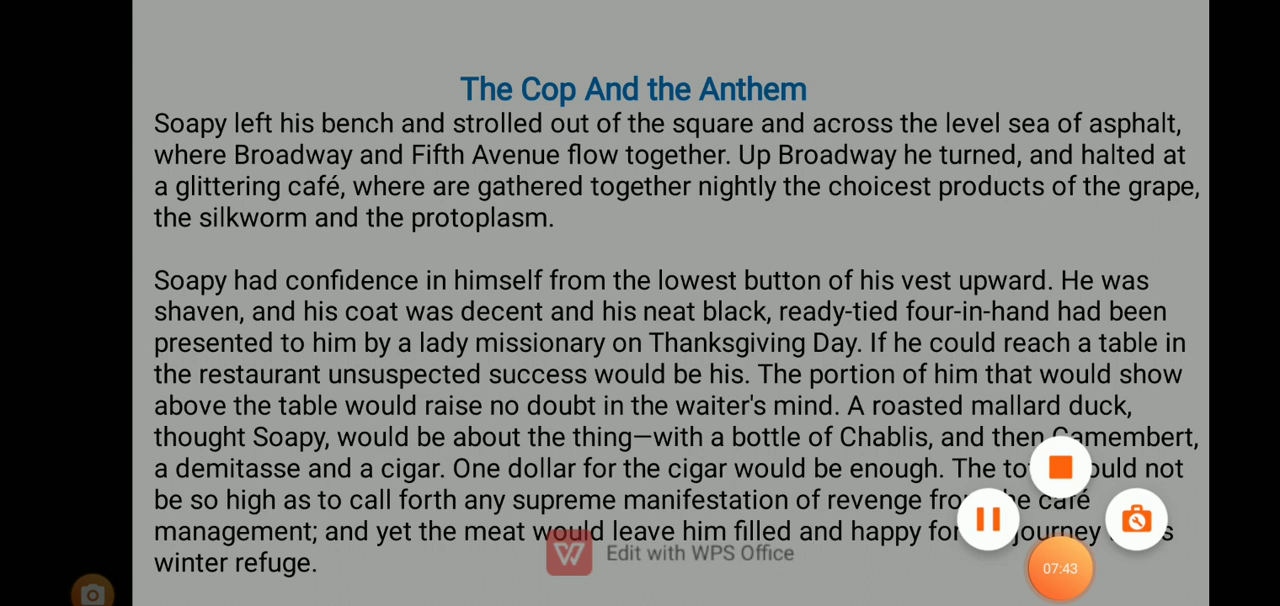 The Cop And the Anthem
Soapy left his bench and strolled out of the square and across the level sea of asphalt,
where Broadway and Fifth Avenue flow together. Up Broadway he turned, and halted at
a glittering café, where are gathered together nightly the choicest products of the grape,
the silkworm and the protoplasm.
Soapy had confidence in himself from the lowest button of his vest upward. He was
shaven, and his coat was decent and his neat black, ready-tied four-in-hand had been
presented to him by a lady missionary on Thanksgiving Day. If he could reach a table in
the restaurant unsuspected success would be his. The portion of him that would show
above the table would raise no doubt in the waiter's mind. A roasted mallard duck,
thought Soapy, would be about the thing—with a bottle of Chablis, and then Camembert,
a demitasse and a cigar. One dollar for the cigar would be enough. The would not
be so high as to call forth any supreme manifestation of revenge from the café
management; and yet the meat would leave him filled and happy for journey
winter refuge.
Edit with WPS Office
07:43